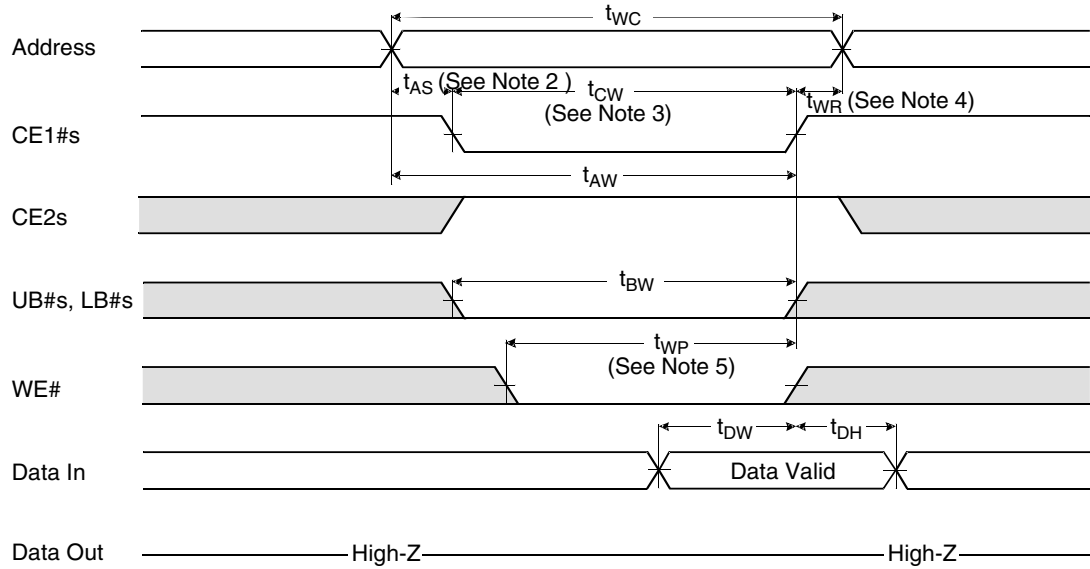 tWC
Address
tAS (See Note 2 )
tCW
(See Note 3)
tWR (See Note 4)
CE1#s
tAW
CE2s
tBW
UB#s, LB#s
tWP
(See Note 5)
WE#
tDW
tDH
Data In
Data Valid
Data Out
High-Z
High-Z